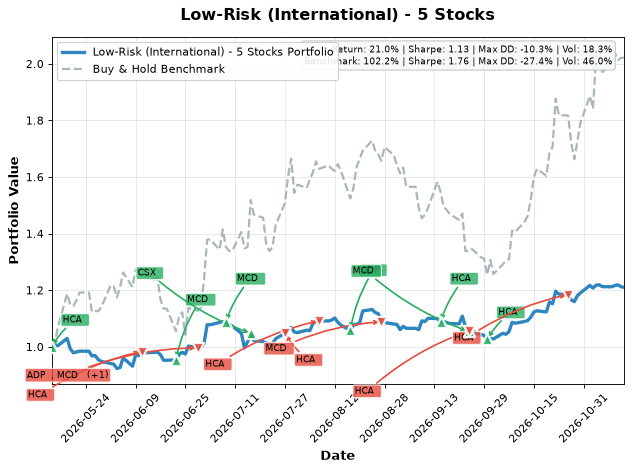 Low-Risk (International) - 5 Stocks
Low-Risk (International) - 5 Stocks Portfolio
Buy & Hold Benchmark
eturn: 21.0% | Sharpe: 1.13 | Max DD: -10.3% | Vol: 18.3%
Benchmark: 102.2% | Sharpe: 1.76 | Max DD: -27.4% | Vol: 46.0%
Portfolio Value
2.0
1.8
1.6
1.4
1.2
1.0
CSX
MCD
MCD
HCA
HCA
MCD
HCA
HCA
HCA
MCD
HCA
HCA
ADP
MCD (+1)
HCA
HCA
2026-05-24
2026-06-09
2026-06-25
2026-07-11
2026-07-27
2026-08-12
2026-08-28
2026-09-13
2026-09-29
2026-10-15
2026-10-31
Date